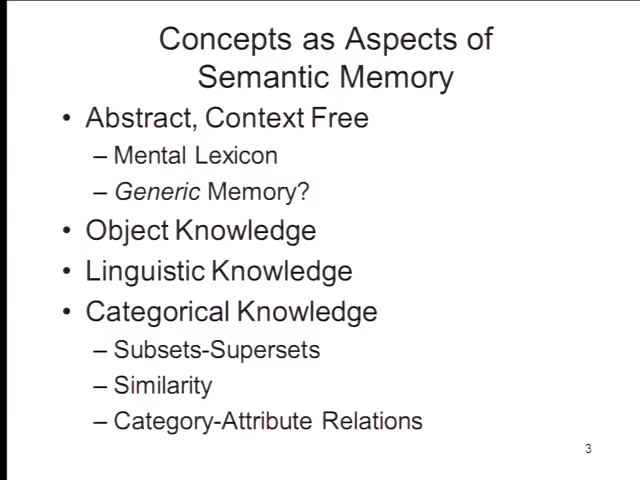 Concepts as Aspects of
Semantic Memory
• Abstract, Context Free
– Mental Lexicon
– Generic Memory?
• Object Knowledge
• Linguistic Knowledge
• Categorical Knowledge
– Subsets-Supersets
– Similarity
– Category-Attribute Relations
3